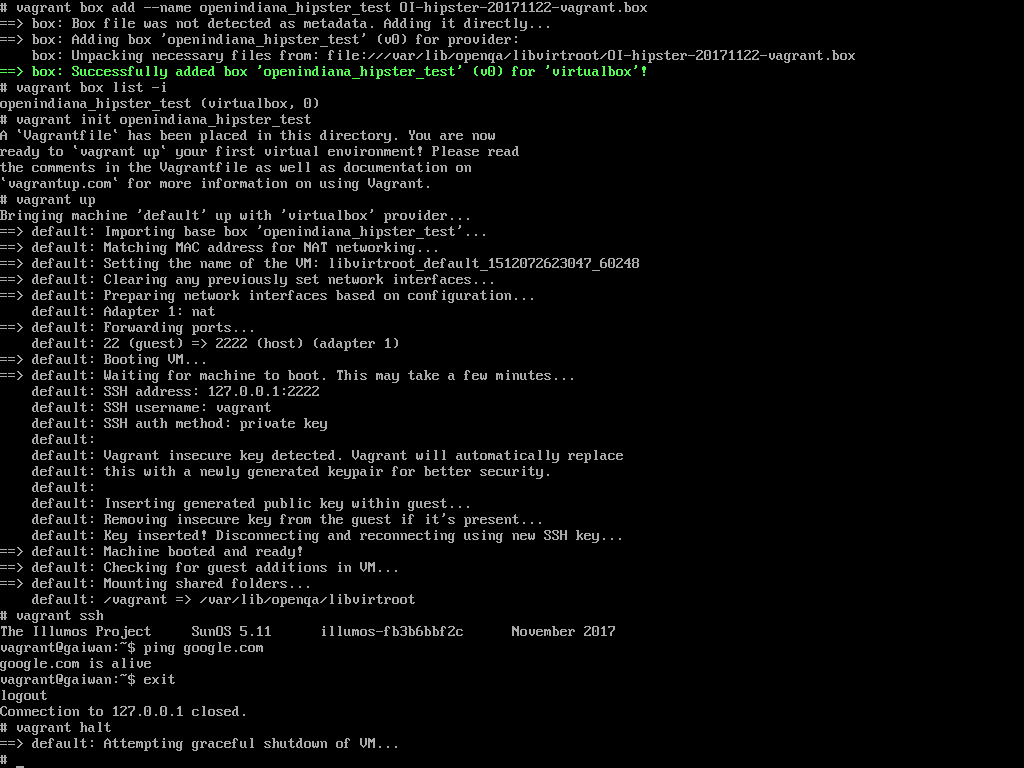 # vagrant box add --name openindiana_hipster_test OI-hipster-20171122-vagrant.box
==> box: Box file was not detected as metadata. Adding it directly...
==> box: Adding box 'openindiana_hipster_test' (v0) for provider:
    box: Unpacking necessary files from: file:///var/lib/openqa/libvirtroot/OI-hipster-20171122-vagrant.box
==> box: Successfully added box 'openindiana_hipster_test' (v0) for 'virtualbox'!
# vagrant box list -i
openindiana_hipster_test (virtualbox, 0)
# vagrant init openindiana_hipster_test
A `Vagrantfile` has been placed in this directory. You are now
ready to `vagrant up` your first virtual environment! Please read
the comments in the Vagrantfile as well as documentation on
`vagrantup.com` for more information on using Vagrant.
# vagrant up
Bringing machine 'default' up with 'virtualbox' provider...
==> default: Importing base box 'openindiana_hipster_test'...
==> default: Matching MAC address for NAT networking...
==> default: Setting the name of the VM: libvirtroot_default_1512072623047_60248
==> default: Clearing any previously set network interfaces...
==> default: Preparing network interfaces based on configuration...
    default: Adapter 1: nat
==> default: Forwarding ports...
    default: 22 (guest) => 2222 (host) (adapter 1)
==> default: Booting VM...
==> default: Waiting for machine to boot. This may take a few minutes...
    default: SSH address: 127.0.0.1:2222
    default: SSH username: vagrant
    default: SSH auth method: private key
    default:
    default: Vagrant insecure key detected. Vagrant will automatically replace
    default: this with a newly generated keypair for better security.
    default:
    default: Inserting generated public key within guest...
    default: Removing insecure key from the guest if it's present...
    default: Key inserted! Disconnecting and reconnecting using new SSH key...
==> default: Machine booted and ready!
==> default: Checking for guest additions in VM...
==> default: Mounting shared folders...
    default: /vagrant => /var/lib/openqa/libvirtroot
# vagrant ssh
The Illumos Project     SunOS 5.11      illumos-fb3b6bbf2c      November 2017
vagrant@gaiwan:~$ ping google.com
google.com is alive
vagrant@gaiwan:~$ exit
logout
Connection to 127.0.0.1 closed.
# vagrant halt
==> default: Attempting graceful shutdown of VM...
# _